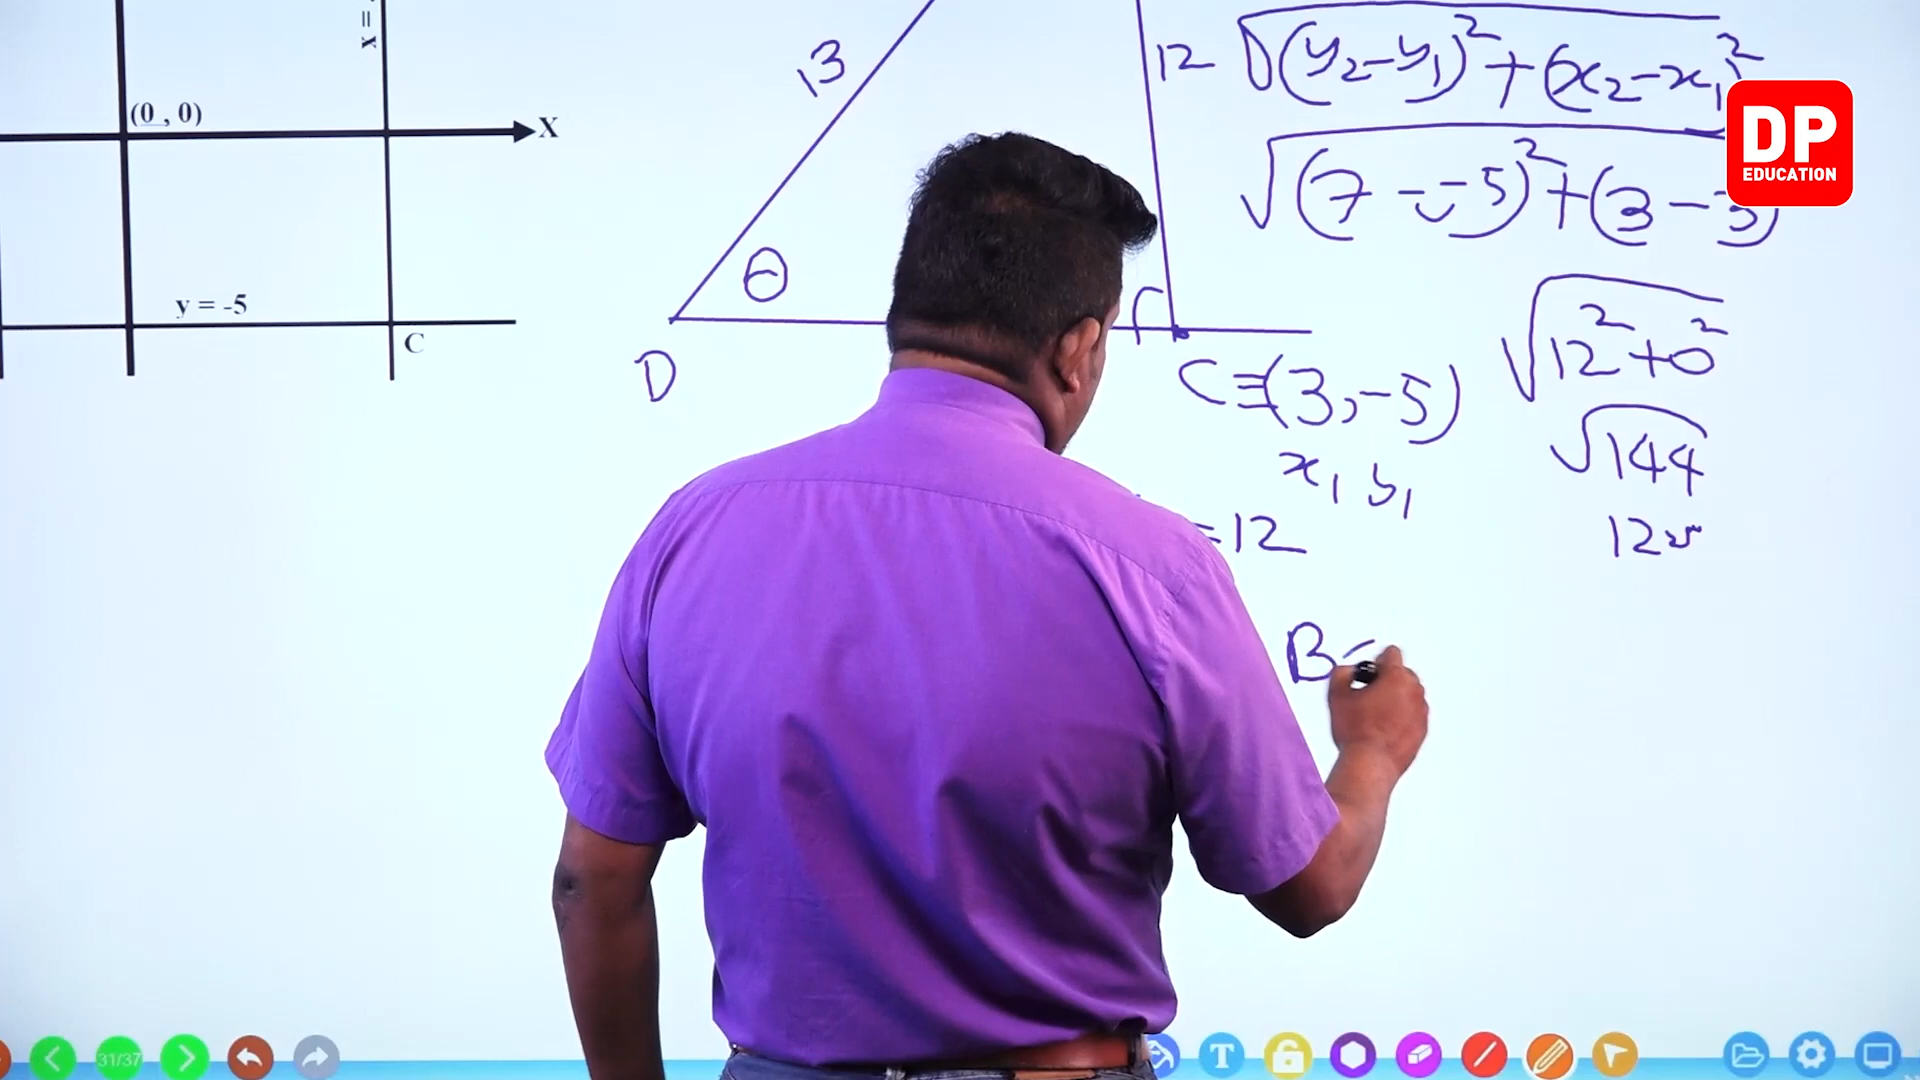 x =
(0 , 0)
X
y = -5
C
13
12
θ
D
C≡(3,-5)
x₁ y₁
=12
B
√(y₂-y₁)²+(x₂-x₁)²
√(7--5)²+(3-3)
√12²+0²
√144
12
DP
EDUCATION
31/37
T